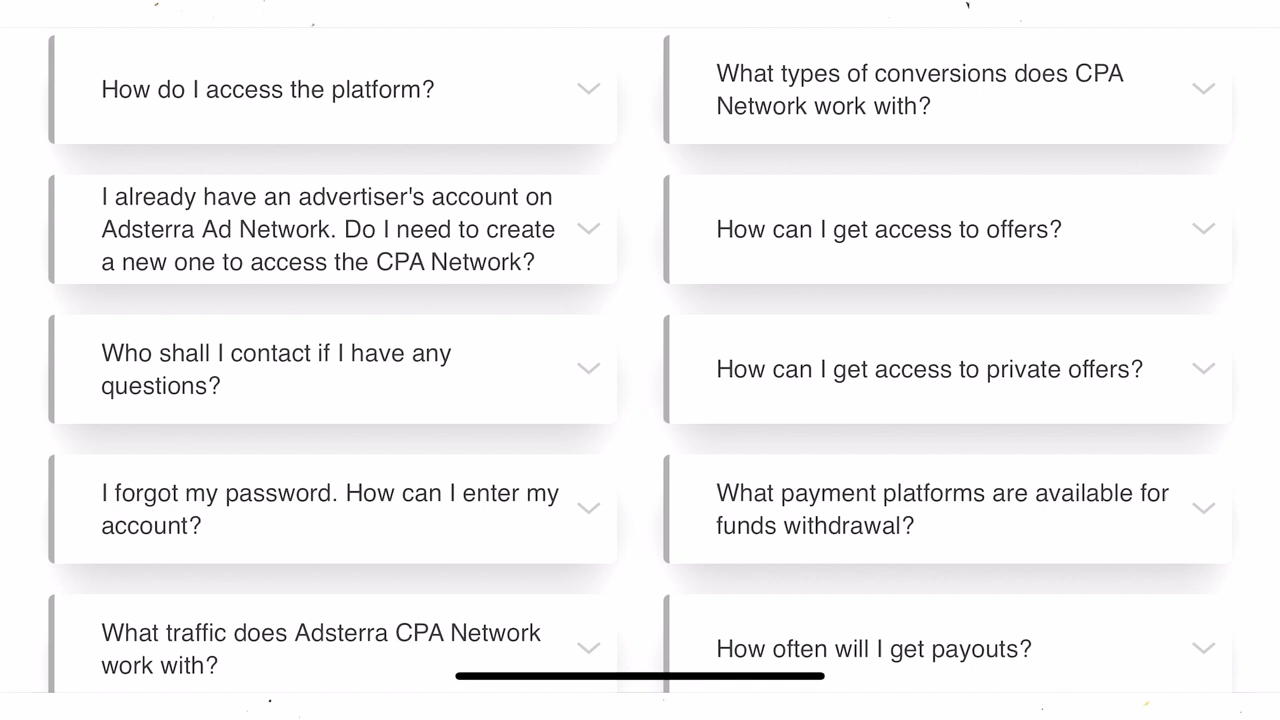 How do I access the platform?
I already have an advertiser's account on
Adsterra Ad Network. Do I need to create
a new one to access the CPA Network?
Who shall I contact if I have any
questions?
I forgot my password. How can I enter my
account?
What traffic does Adsterra CPA Network
work with?
What types of conversions does CPA
Network work with?
How can I get access to offers?
How can I get access to private offers?
What payment platforms are available for
funds withdrawal?
How often will I get payouts?